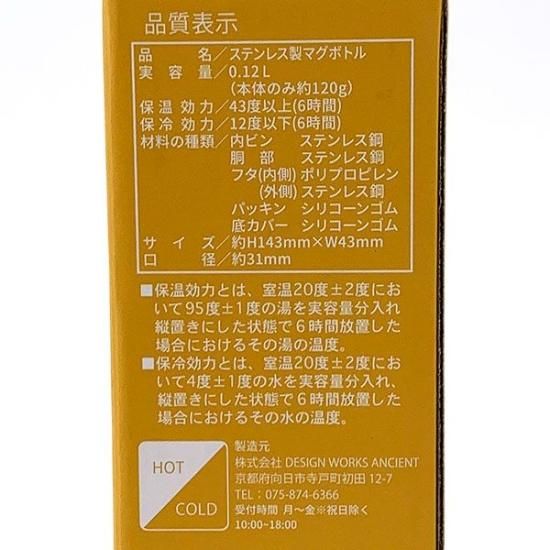 品質表示
品名／ステンレス製マグボトル
実容量／0.12L
（本体のみ約120g）
保温効力／43度以上(6時間)
保冷効力／12度以下(6時間)
材料の種類／内ビン ステンレス鋼
胴部 ステンレス鋼
フタ(内側) ポリプロピレン
(外側) ステンレス鋼
パッキン シリコーンゴム
底カバー シリコーンゴム
サイズ／約H143mm×W43mm
口径／約31mm
■保温効力とは、室温20度±2度にお
いて95度±1度の湯を実容量分入れ
縦置きにした状態で6時間放置した
場合におけるその湯の温度。
■保冷効力とは、室温20度±2度にお
いて4度±1度の水を実容量分入れ、
縦置きにした状態で6時間放置した
場合におけるその水の温度。
HOT
COLD
製造元
株式会社 DESIGN WORKS ANCIENT
京都府向日市寺戸町初田 12-7
TEL：075-874-6366
受付時間 月～金※祝日除く
10:00~18:00